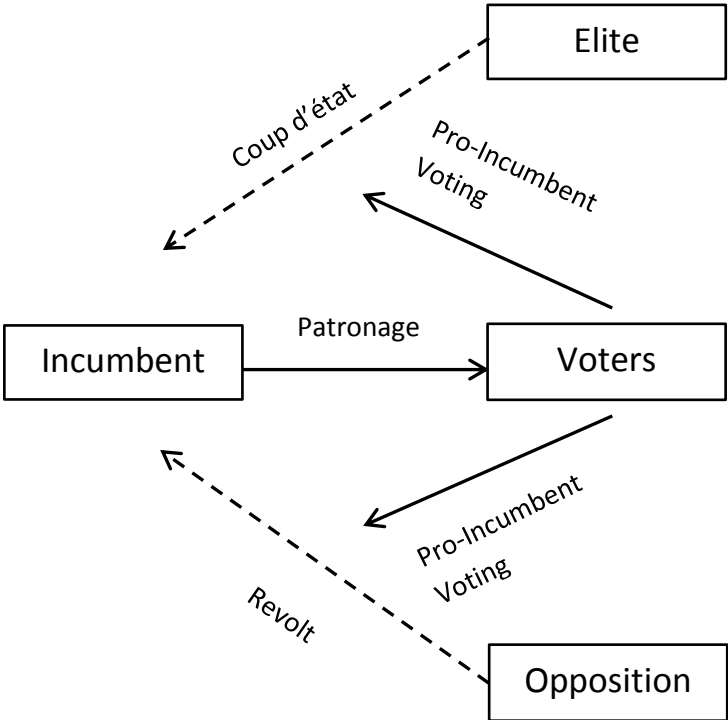 Elite
Coup d'état
Pro-Incumbent
Voting
Patronage
Incumbent
Voters
Pro-Incumbent
Voting
Revolt
Opposition